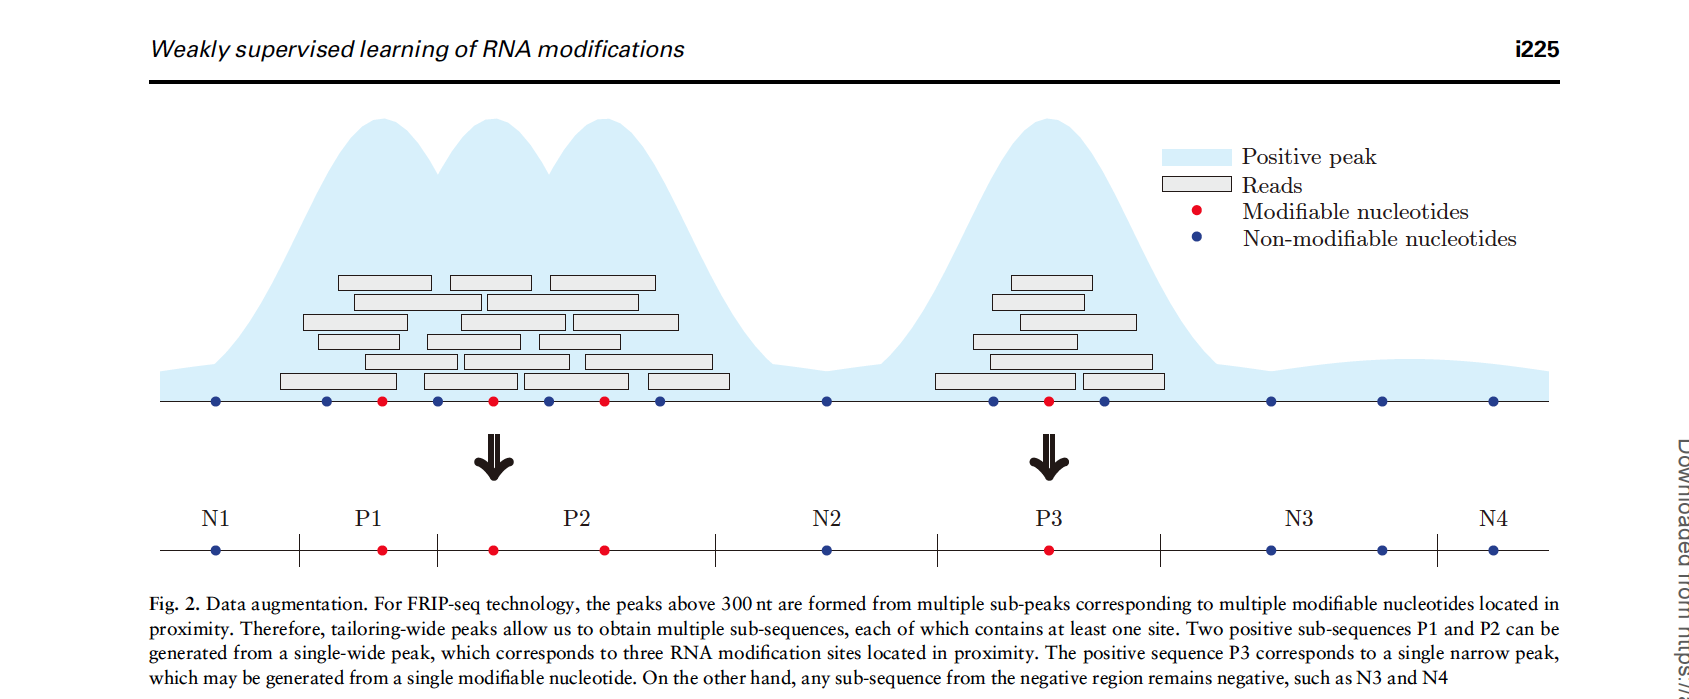 Weakly supervised learning of RNA modifications
i225
Positive peak
Reads
Modifiable nucleotides
Non-modifiable nucleotides
N1 P1 P2 N2 P3 N3 N4
Fig. 2. Data augmentation. For FRIP-seq technology, the peaks above 300 nt are formed from multiple sub-peaks corresponding to multiple modifiable nucleotides located in
proximity. Therefore, tailoring-wide peaks allow us to obtain multiple sub-sequences, each of which contains at least one site. Two positive sub-sequences P1 and P2 can be
generated from a single-wide peak, which corresponds to three RNA modification sites located in proximity. The positive sequence P3 corresponds to a single narrow peak,
which may be generated from a single modifiable nucleotide. On the other hand, any sub-sequence from the negative region remains negative, such as N3 and N4
Downloaded from https:/